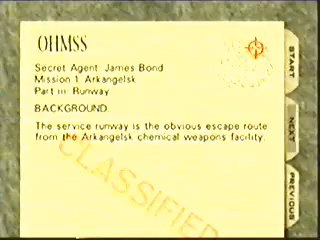 OHMSS
Secret Agent: James Bond
Mission 1: Arkangelsk
Part iii: Runway
BACKGROUND:
The service runway is the obvious escape route
from the Arkangelsk chemical weapons facility.
CLASSIFIED
START
NEXT
PREVIOUS